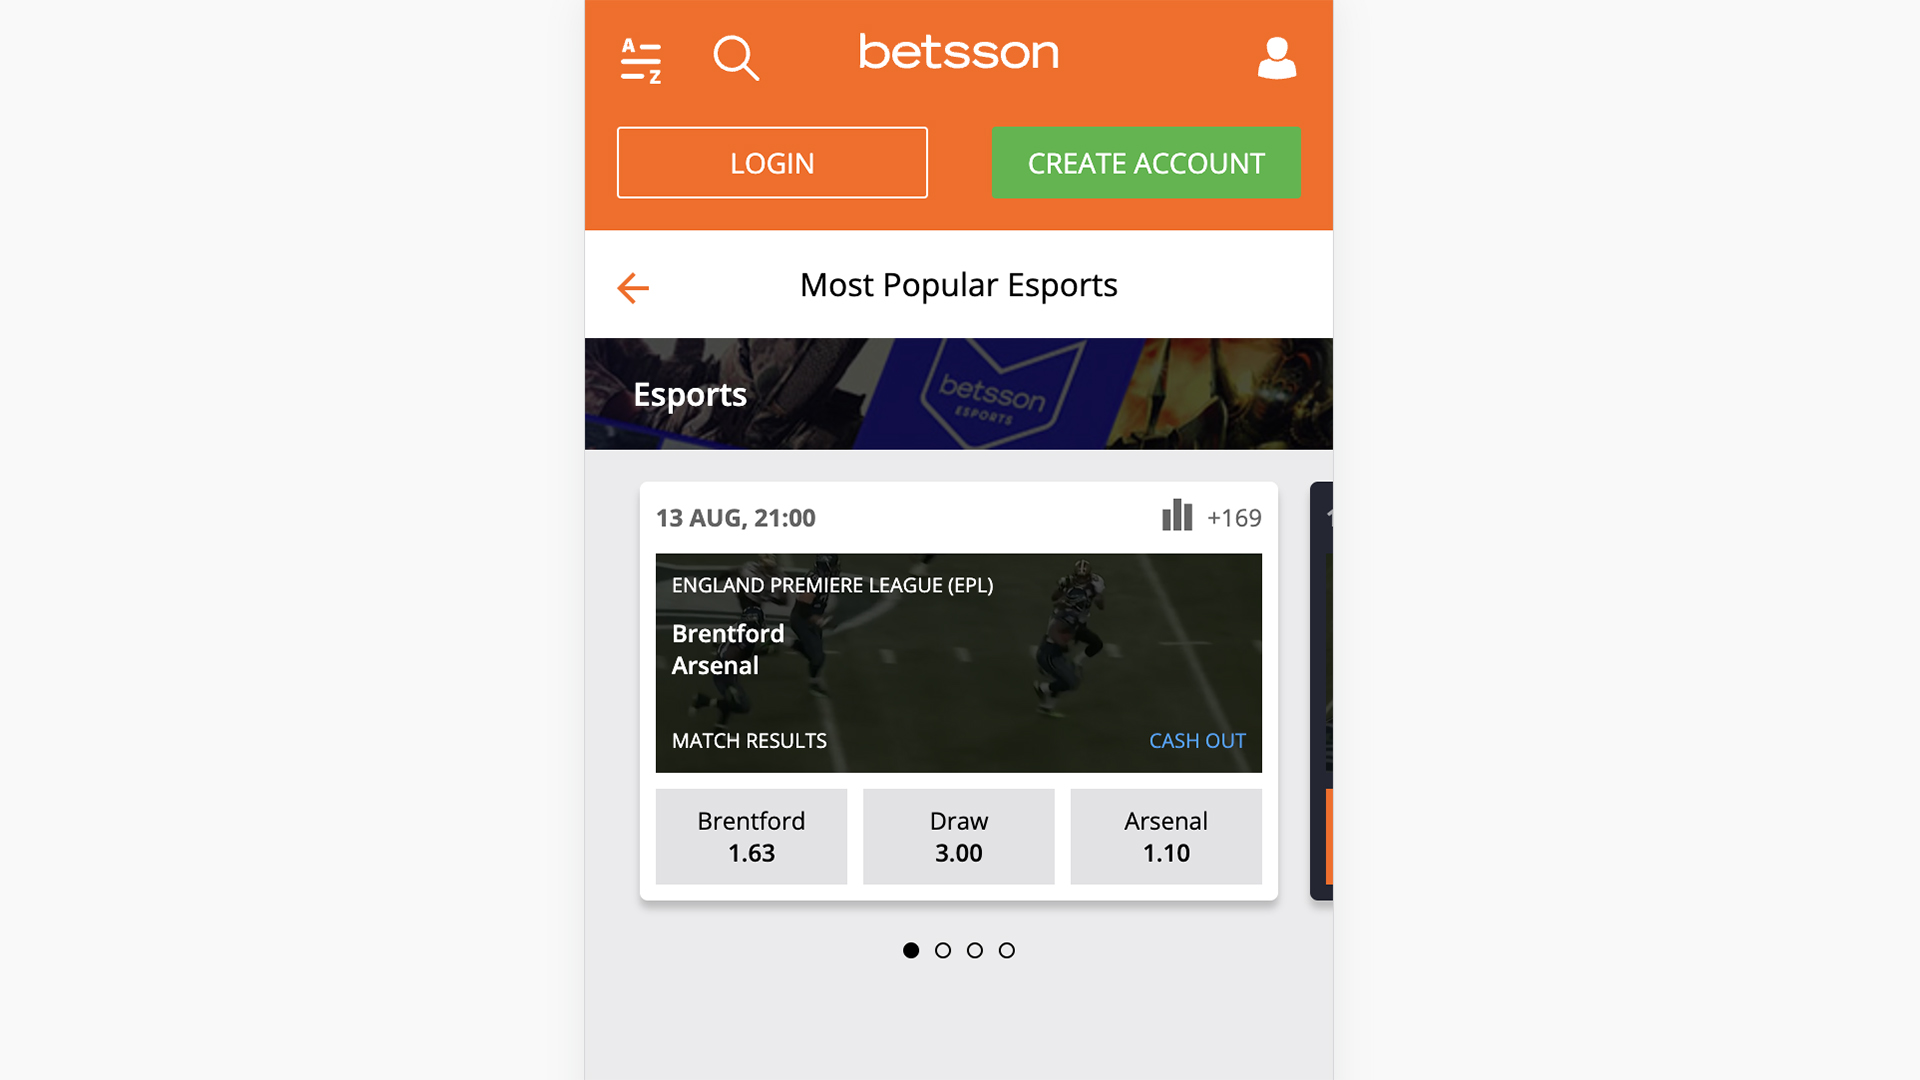 A
Z
betsson
LOGIN
CREATE ACCOUNT
Most Popular Esports
Esports
betsson
ESPORTS
13 AUG, 21:00
+169
ENGLAND PREMIERE LEAGUE (EPL)
Brentford
Arsenal
MATCH RESULTS
CASH OUT
Brentford
1.63
Draw
3.00
Arsenal
1.10